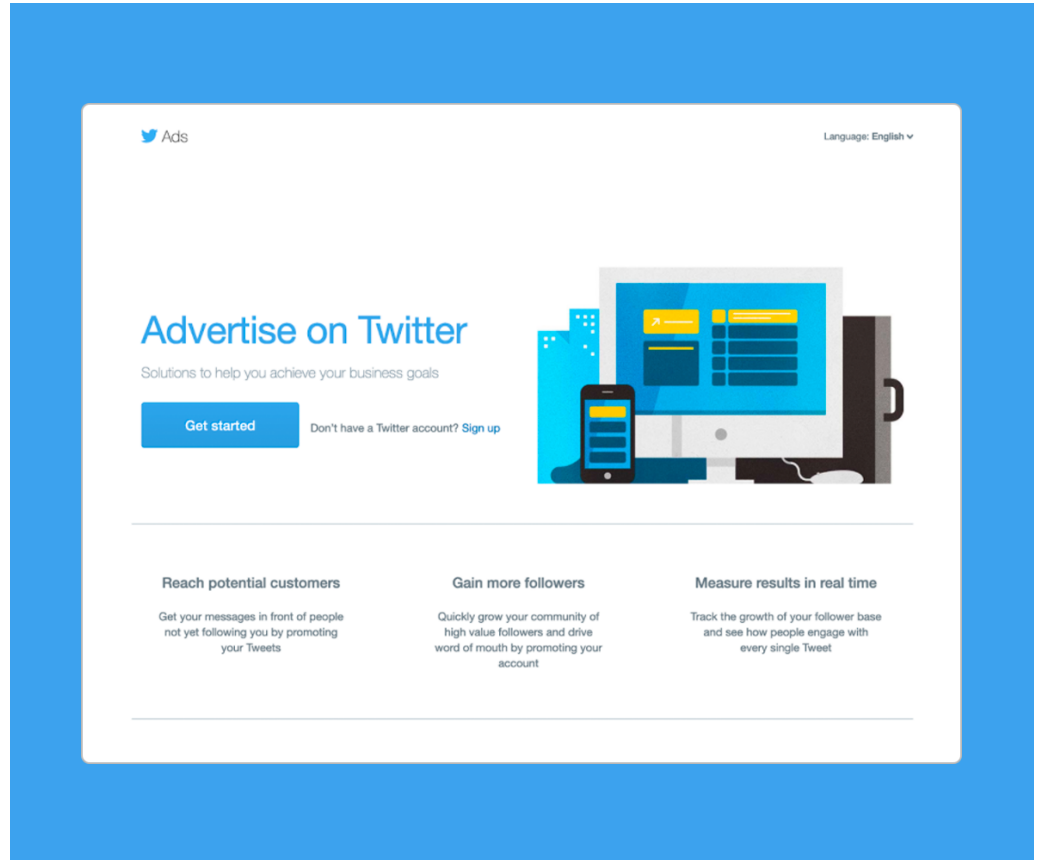 Ads
Language: English
Advertise on Twitter
Solutions to help you achieve your business goals
Get started
Don't have a Twitter account? Sign up
Reach potential customers
Get your messages in front of people
not yet following you by promoting
your Tweets
Gain more followers
Quickly grow your community of
high value followers and drive
word of mouth by promoting your
account
Measure results in real time
Track the growth of your follower base
and see how people engage with
every single Tweet